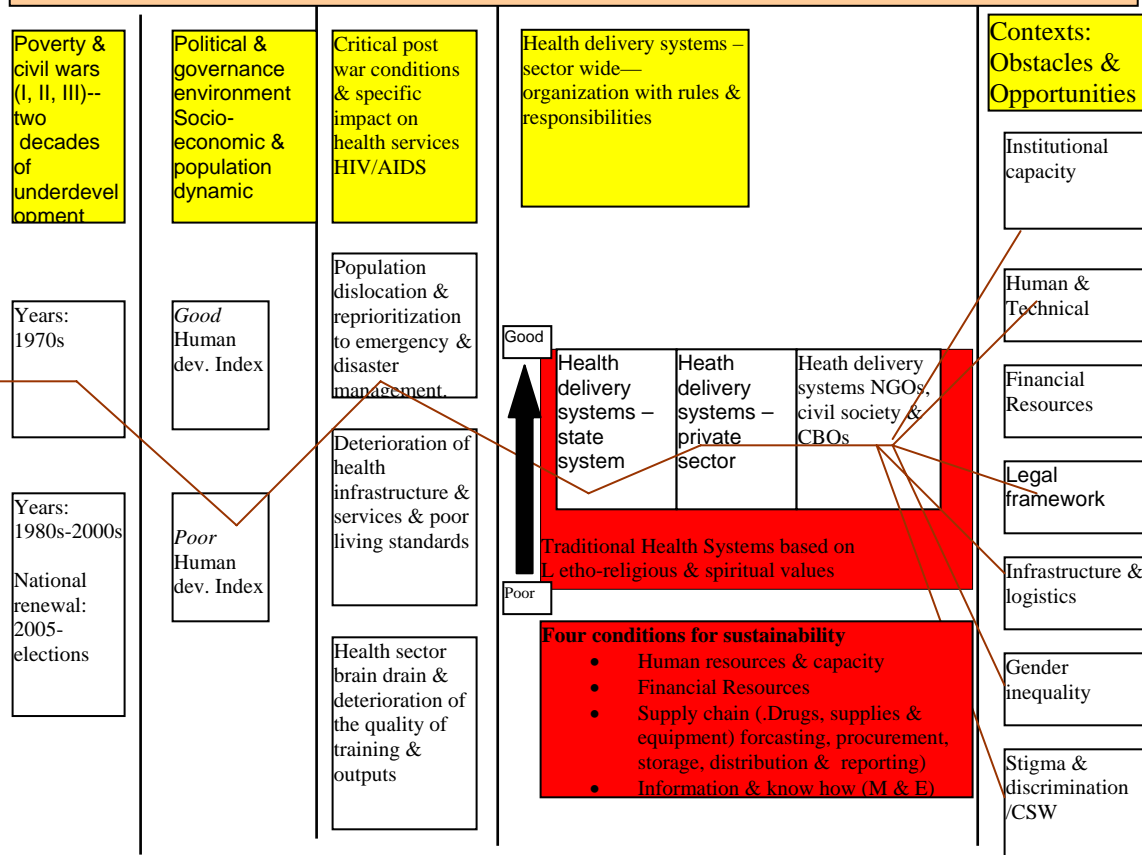 Poverty &
civil wars
(I, II, III)--
two
decades
of
underdevel
opment
Years:
1970s
Years:
1980s-2000s
National
renewal:
2005-
elections
Political &
governance
environment
Socio-
economic &
population
dynamic
Good
Human
dev. Index
Poor
Human
dev. Index
Critical post
war conditions
& specific
impact on
health services
HIV/AIDS
Population
dislocation &
reprioritization
to emergency &
disaster
management.
Deterioration of
health
infrastructure &
services & poor
living standards
Health sector
brain drain &
deterioration of
the quality of
training &
outputs
Health delivery systems –
sector wide—
organization with rules &
responsibilities
Good
Poor
Health
delivery
systems –
state
system
Heath
delivery
systems –
private
sector
Heath delivery
systems NGOs,
civil society &
CBOs
Traditional Health Systems based on
L etho-religious & spiritual values
Four conditions for sustainability
• Human resources & capacity
• Financial Resources
• Supply chain (.Drugs, supplies &
equipment) forcasting, procurement,
storage, distribution & reporting)
• Information & know how (M & E)
Contexts:
Obstacles &
Opportunities
Institutional
capacity
Human &
Technical
Financial
Resources
Legal
framework
Infrastructure &
logistics
Gender
inequality
Stigma &
discrimination
/CSW